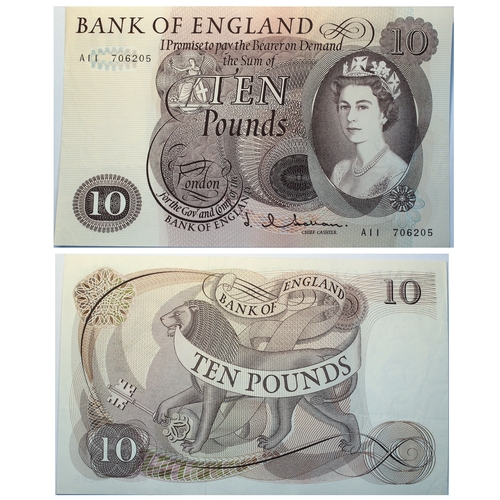 BANK OF ENGLAND
I Promise to pay the Bearer on Demand
the Sum of
10
A11 706205
TEN
Pounds
London
For the Govr and Compa of the
BANK OF ENGLAND
10
CHIEF CASHIER
A11 706205
BANK OF ENGLAND
10
TEN POUNDS
10